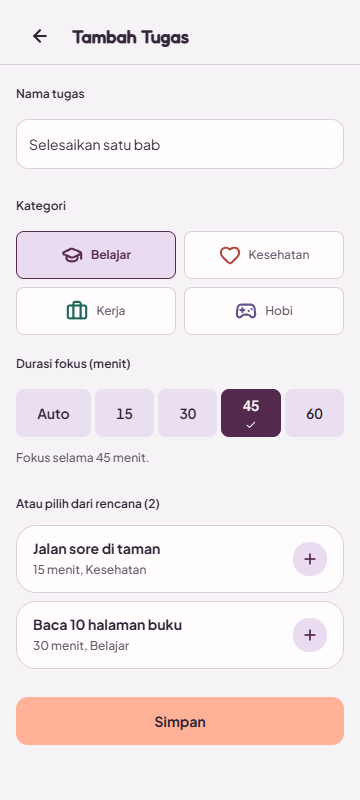 Tambah Tugas
Nama tugas
Selesaikan satu bab
Kategori
Belajar
Kesehatan
Kerja
Hobi
Durasi fokus (menit)
Auto
15
30
45
60
Fokus selama 45 menit.
Atau pilih dari rencana (2)
Jalan sore di taman
15 menit, Kesehatan
Baca 10 halaman buku
30 menit, Belajar
Simpan